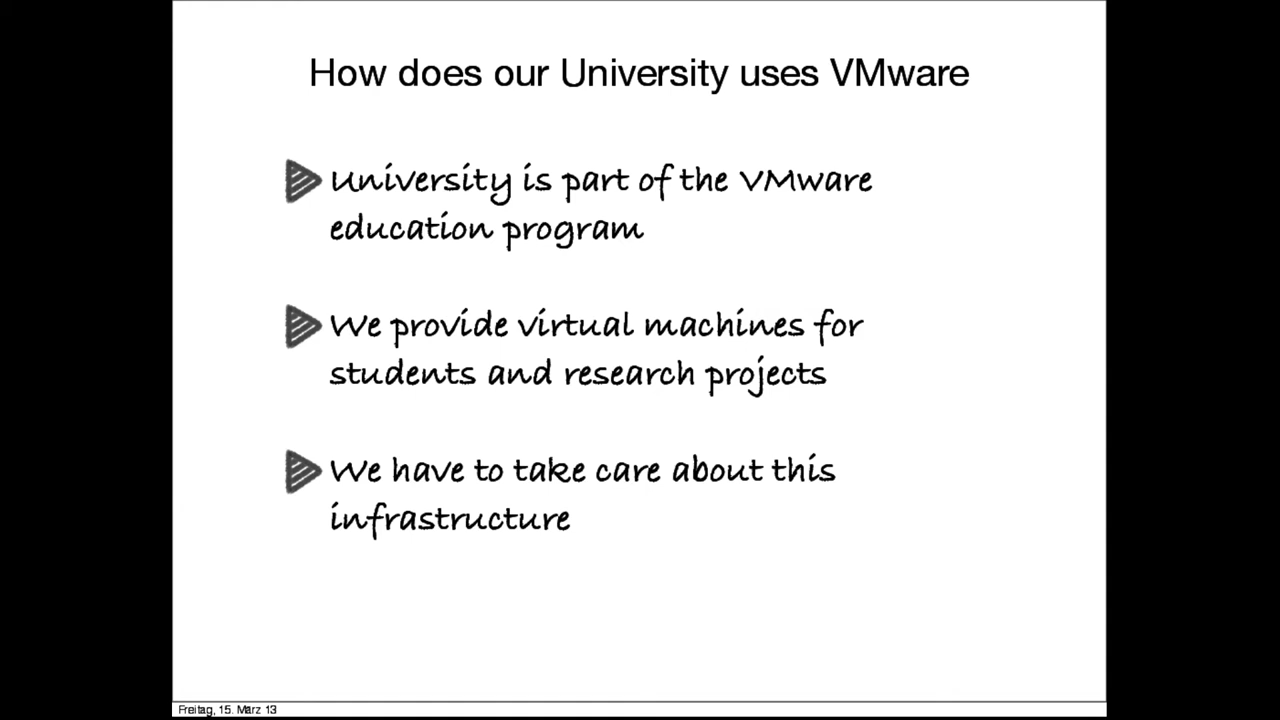 How does our University uses VMware
University is part of the VMware
education program
We provide virtual machines for
students and research projects
We have to take care about this
infrastructure
Freitag, 15. März 13